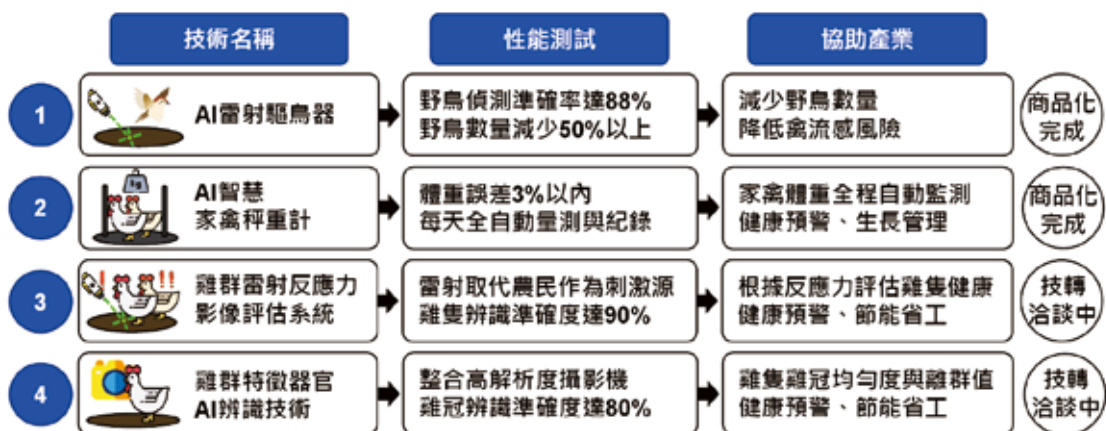 技術名稱
性能測試
協助產業
1
AI雷射驅鳥器
野鳥偵測準確率達88%
野鳥數量減少50%以上
減少野鳥數量
降低禽流感風險
商品化
完成
2
AI智慧
家禽秤重計
體重誤差3%以內
每天全自動量測與紀錄
家禽體重全程自動監測
健康預警、生長管理
商品化
完成
3
雞群雷射反應力
影像評估系統
雷射取代農民作為刺激源
雞隻辨識準確度達90%
根據反應力評估雞隻健康
健康預警、節能省工
技轉
洽談中
4
雞群特徵器官
AI辨識技術
整合高解析度攝影機
雞冠辨識準確度達80%
雞隻雞冠均勻度與離群值
健康預警、節能省工
技轉
洽談中